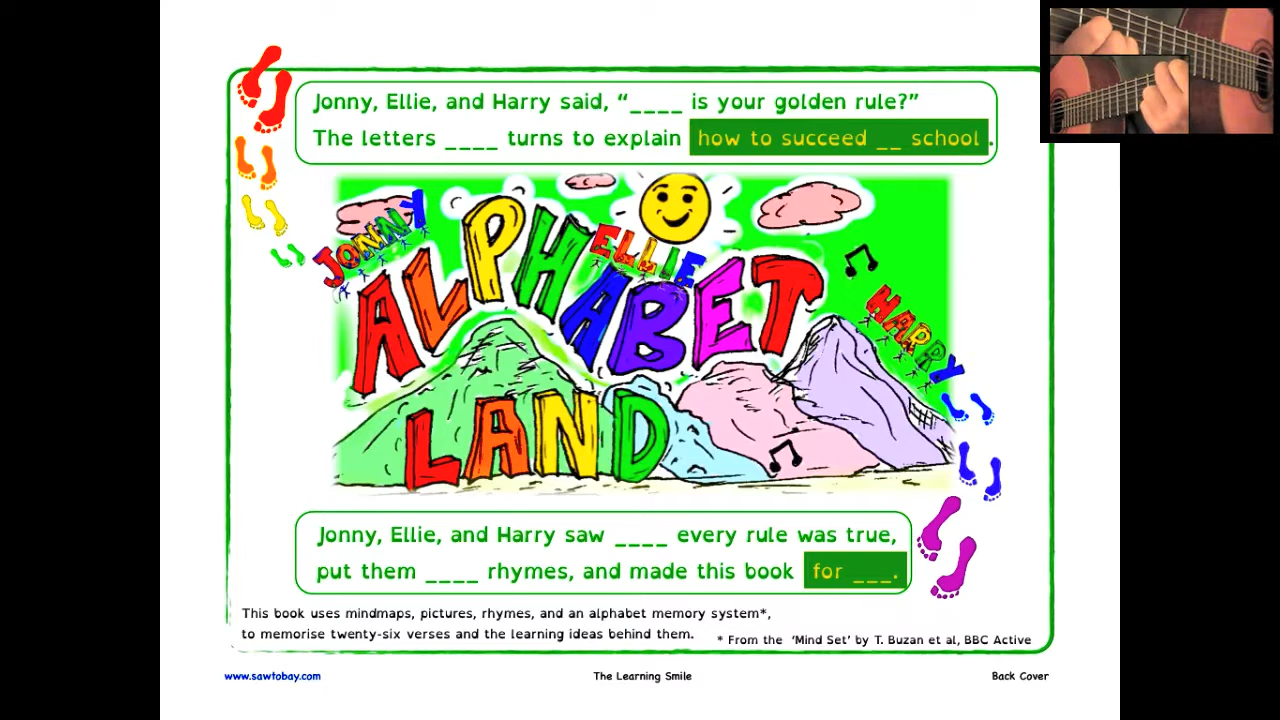 Jonny, Ellie, and Harry said, “____ is your golden rule?”
The letters ____ turns to explain how to succeed __ school.
JONNY
ELLIE
HARRY
ALPHABET
LAND
Jonny, Ellie, and Harry saw ____ every rule was true,
put them ____ rhymes, and made this book for ___.
This book uses mindmaps, pictures, rhymes, and an alphabet memory system*,
to memorise twenty-six verses and the learning ideas behind them.
* From the ‘Mind Set’ by T. Buzan et al, BBC Active
www.sawtobay.com
The Learning Smile
Back Cover